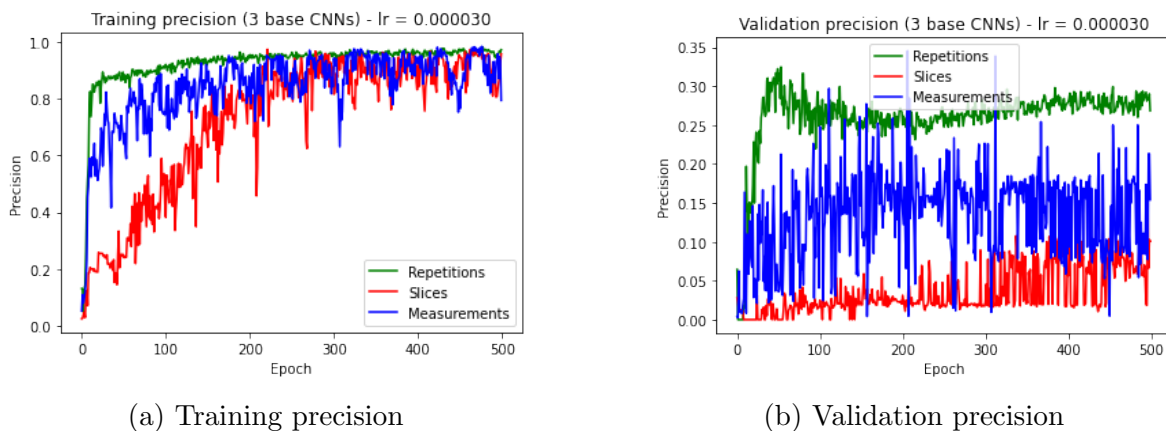 Training precision (3 base CNNs) - lr = 0.000030
1.0
0.8
0.6
0.4
0.2
0.0
Precision
0 100 200 300 400 500
Epoch
Repetitions
Slices
Measurements
(a) Training precision
Validation precision (3 base CNNs) - lr = 0.000030
0.35
0.30
0.25
0.20
0.15
0.10
0.05
0.00
Precision
0 100 200 300 400 500
Epoch
Repetitions
Slices
Measurements
(b) Validation precision